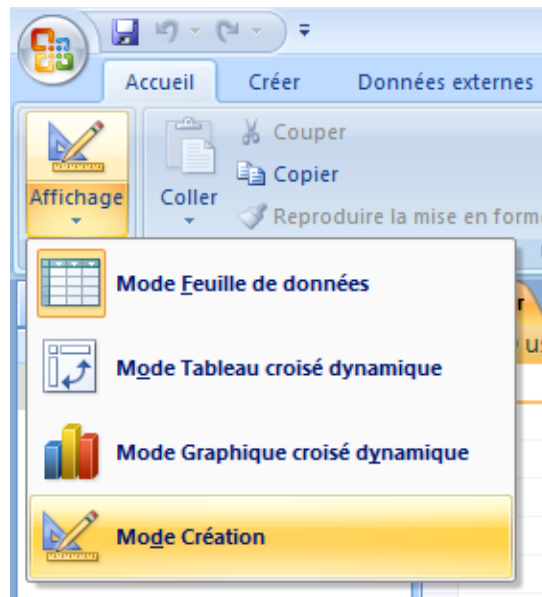 Accueil Créer Données externes
Couper
Copier
Affichage Coller
Reproduire la mise en
Mode Feuille de données
Mode Tableau croisé dynamique
Mode Graphique croisé dynamique
Mode Création